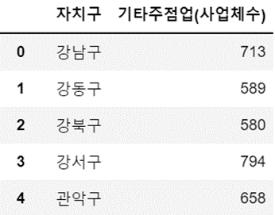 자치구 기타주점업(사업체수)
0 강남구 713
1 강동구 589
2 강북구 580
3 강서구 794
4 관악구 658